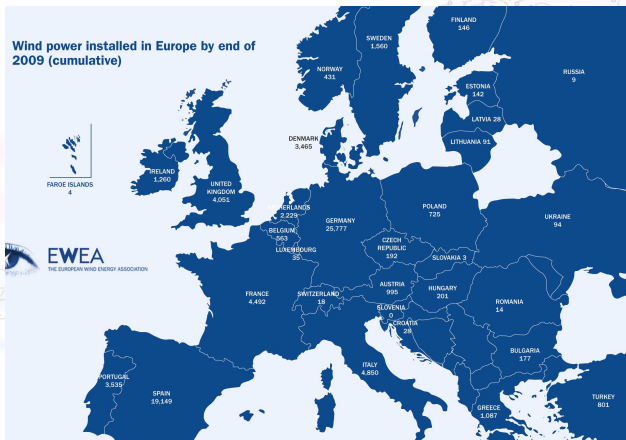 Wind power installed in Europe by end of
2009 (cumulative)
FINLAND
146
SWEDEN
1,560
NORWAY
431
RUSSIA
9
ESTONIA
142
LATVIA 28
LITHUANIA 91
DENMARK
3,465
FAROE ISLANDS
4
IRELAND
1,260
UNITED
KINGDOM
4,051
NETHERLANDS
2,229
BELGIUM
563
LUXEMBOURG
35
GERMANY
25,777
POLAND
725
UKRAINE
94
CZECH
REPUBLIC
192
SLOVAKIA 3
EWEA
THE EUROPEAN WIND ENERGY ASSOCIATION
FRANCE
4,492
SWITZERLAND
18
AUSTRIA
995
HUNGARY
201
SLOVENIA
0
CROATIA
28
ROMANIA
14
BULGARIA
177
ITALY
4,850
PORTUGAL
3,535
SPAIN
19,149
GREECE
1,087
TURKEY
801